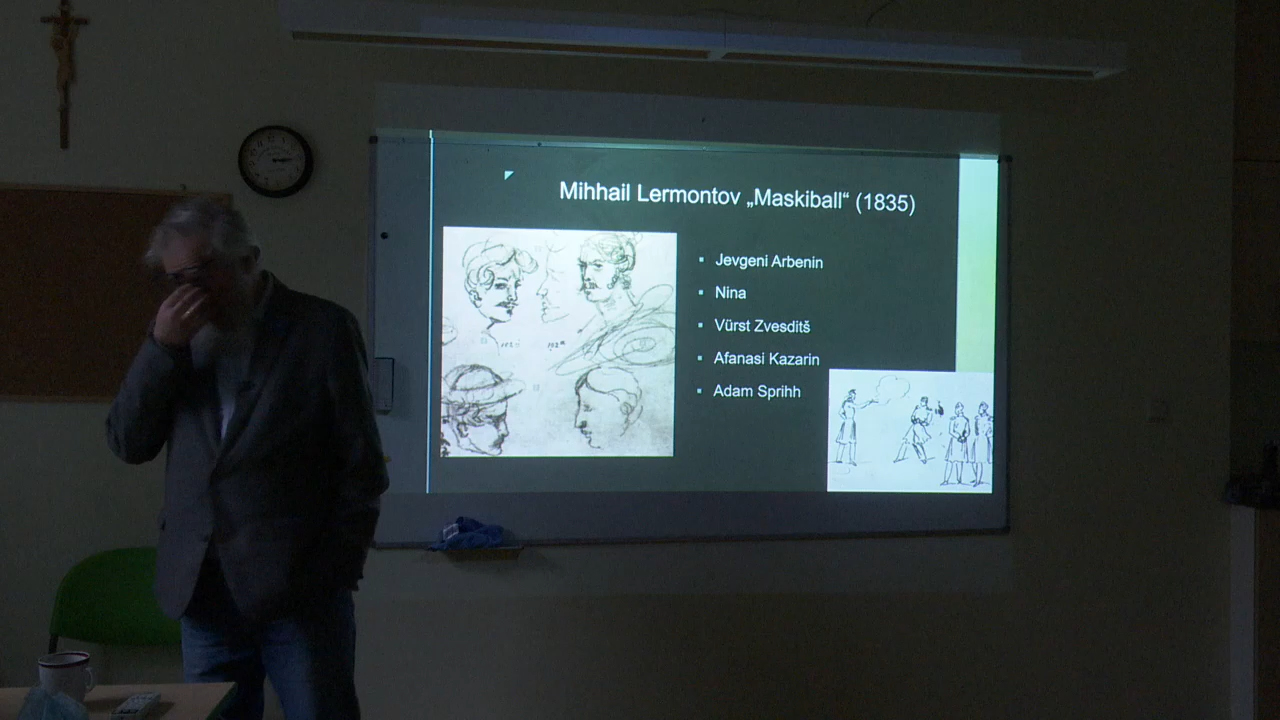 Mihhail Lermontov „Maskiball“ (1835)
Jevgeni Arbenin
Nina
Vürst Zvesditš
Afanasi Kazarin
Adam Sprihh